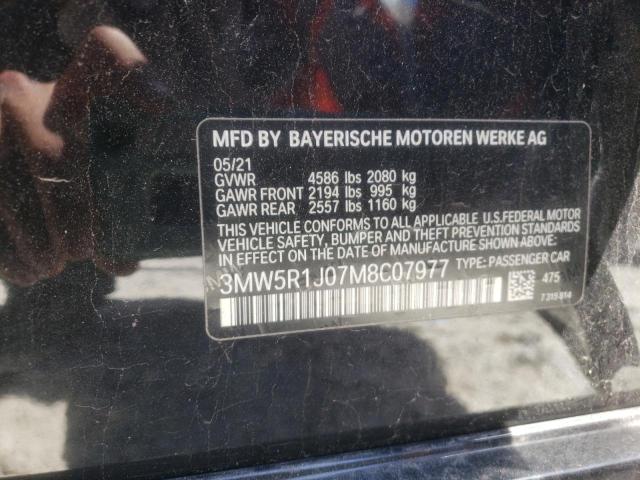 MFD BY BAYERISCHE MOTOREN WERKE AG
05/21
GVWR 4586 lbs 2080 kg
GAWR FRONT 2194 lbs 995 kg
GAWR REAR 2557 lbs 1160 kg
THIS VEHICLE CONFORMS TO ALL APPLICABLE U.S.FEDERAL MOTOR
VEHICLE SAFETY, BUMPER AND THEFT PREVENTION STANDARDS
IN EFFECT ON THE DATE OF MANUFACTURE SHOWN ABOVE.
3MW5R1J07M8C07977 TYPE: PASSENGER CAR
475
7 315 814